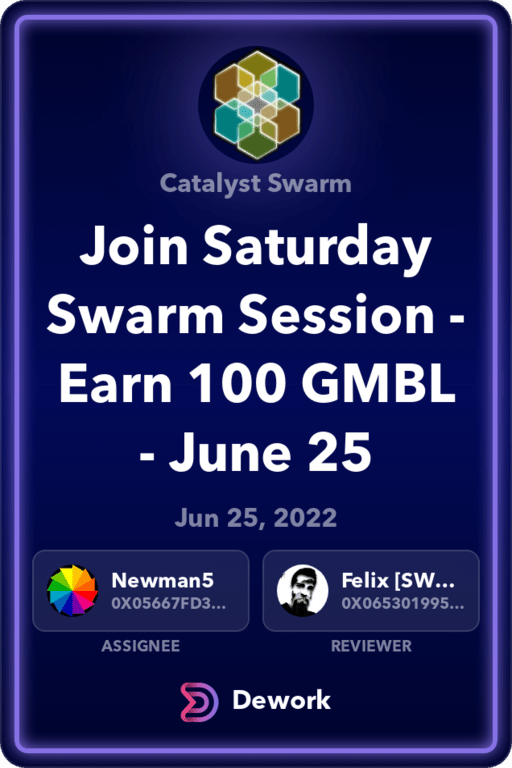 Catalyst Swarm
Join Saturday
Swarm Session -
Earn 100 GMBL
- June 25
Jun 25, 2022
Newman5
0X05667FD3...
Felix [SW...
0X065301995...
ASSIGNEE
REVIEWER
Dework